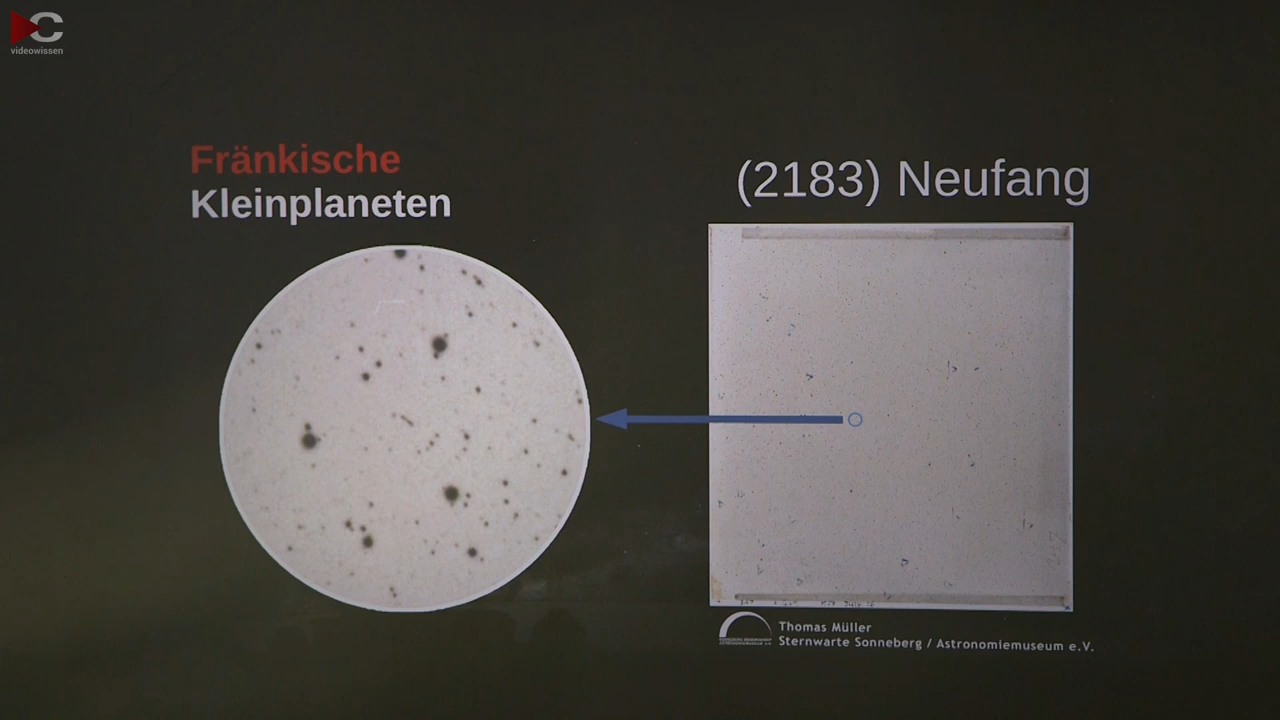 videowissen
Fränkische
Kleinplaneten
(2183) Neufang
Thomas Müller
Sternwarte Sonneberg / Astronomiemuseum e.V.